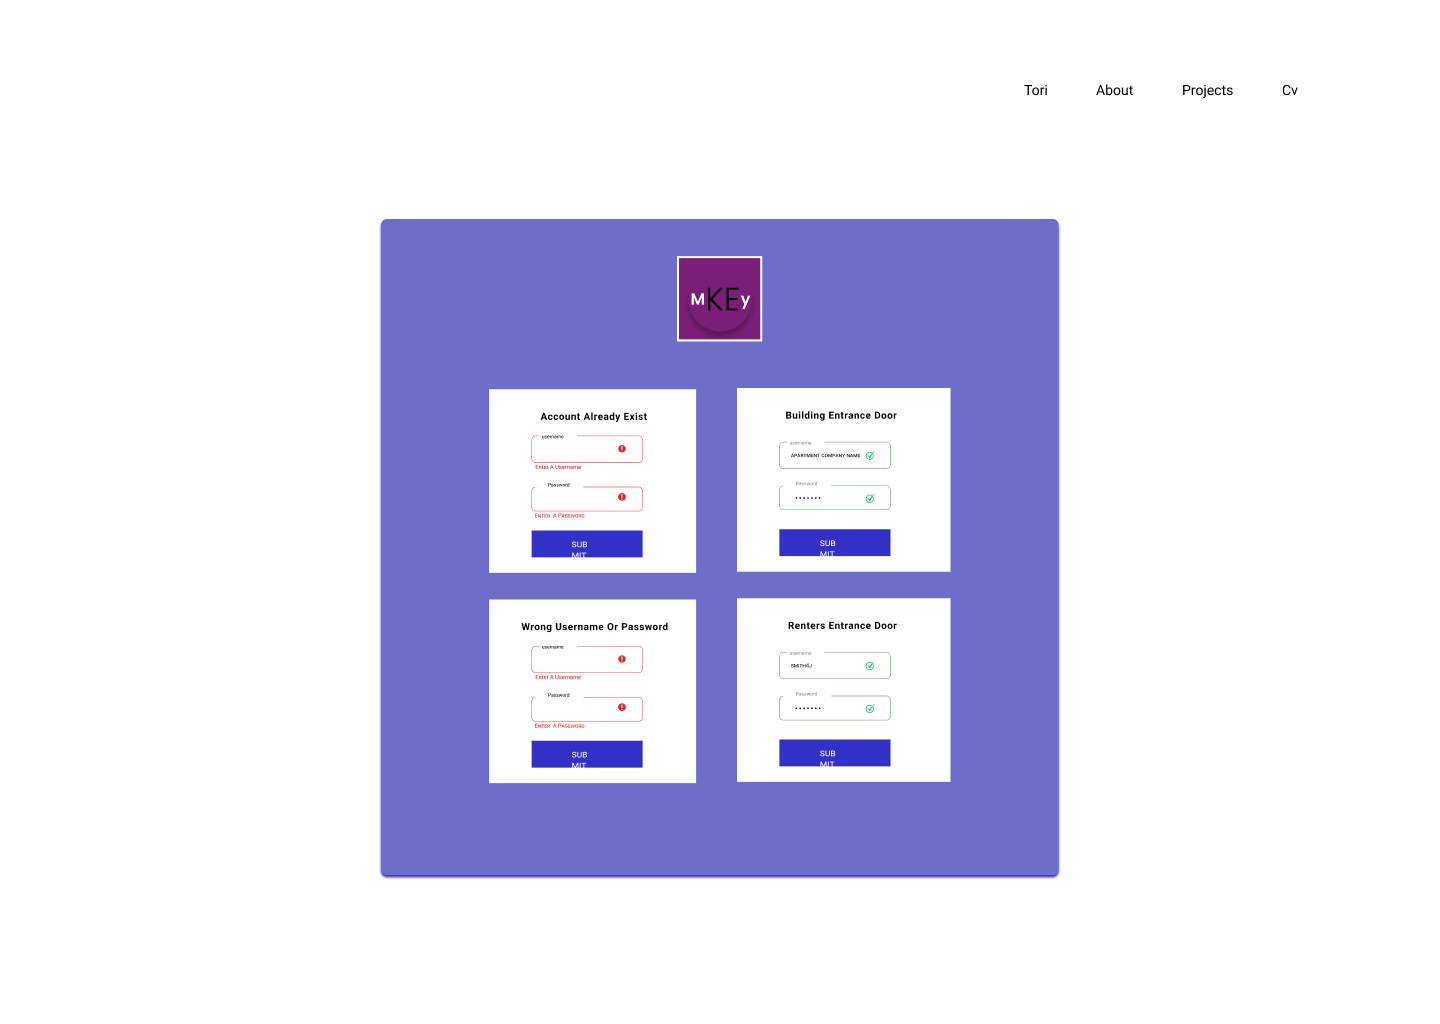 Tori About Projects Cv
MKEy
Account Already Exist
username
Enter A Username
Password
Enter A Password
SUB
MIT
Building Entrance Door
username
APARTMENT COMPANY NAME
Password
•••••••
SUB
MIT
Wrong Username Or Password
username
Enter A Username
Password
Enter A Password
SUB
MIT
Renters Entrance Door
username
Password
•••••••
SUB
MIT